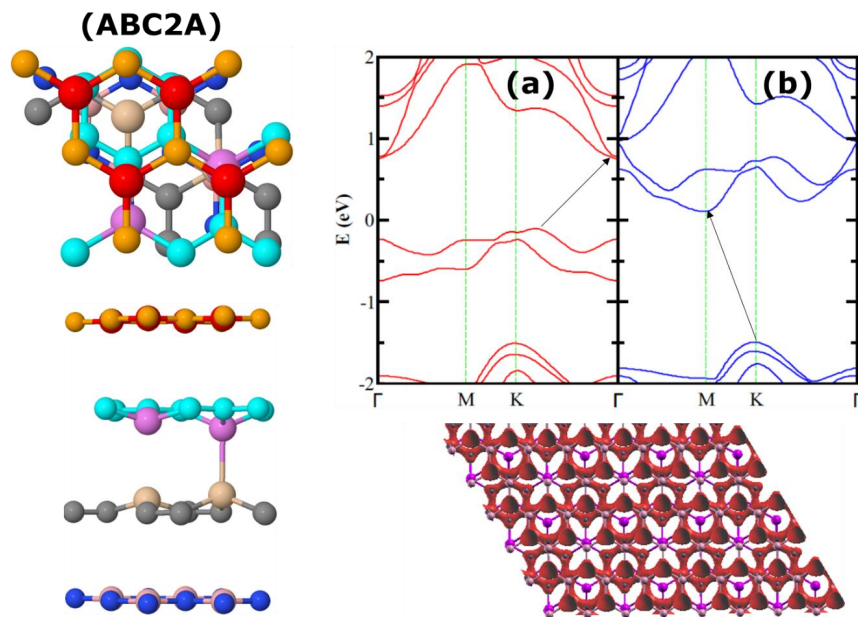 (ABC2A)
(a)
(b)
2
1
0
-1
-2
E (eV)
Γ M K Γ M K Γ